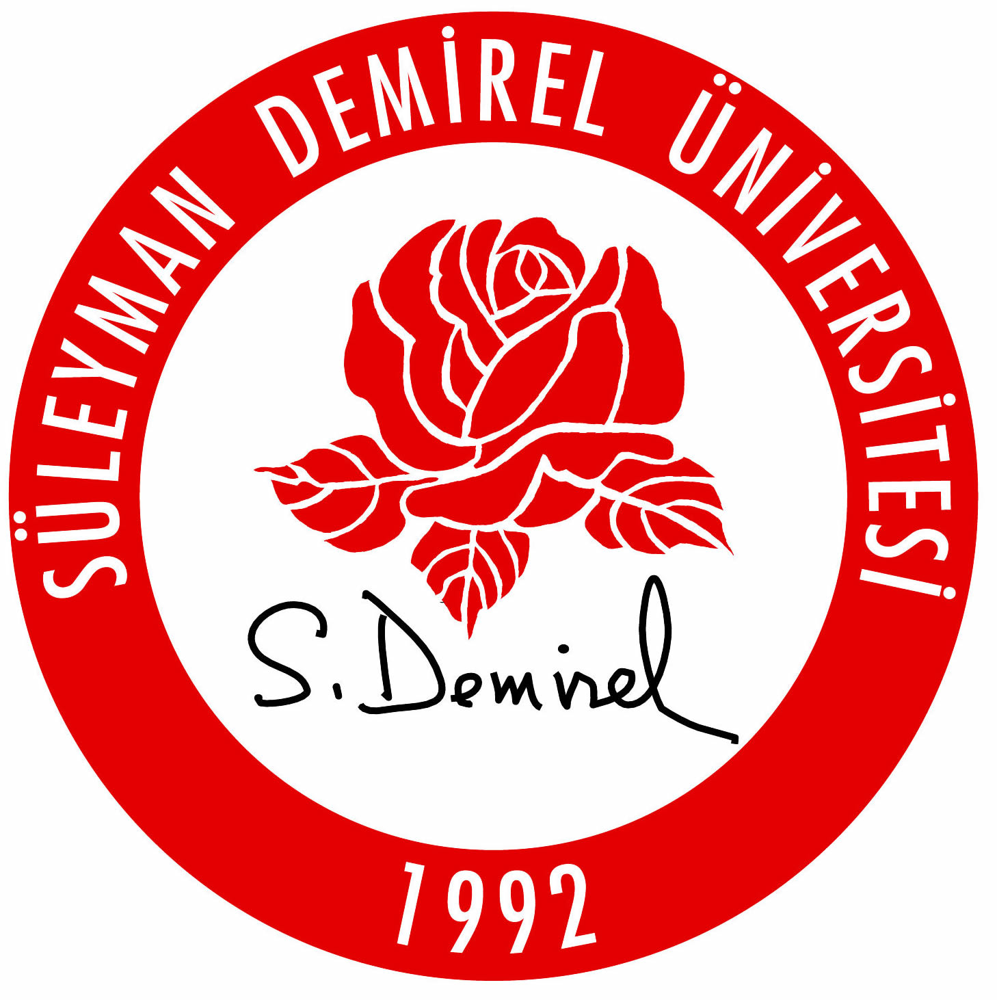 SÜLEYMAN DEMİREL ÜNİVERSİTESİ
S. Demirel
1992